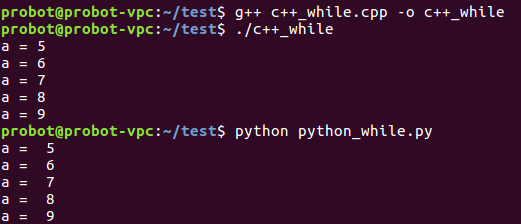 probot@probot-vpc:~/test$ g++ c++_while.cpp -o c++_while
probot@probot-vpc:~/test$ ./c++_while
a = 5
a = 6
a = 7
a = 8
a = 9
probot@probot-vpc:~/test$ python python_while.py
a =  5
a =  6
a =  7
a =  8
a =  9